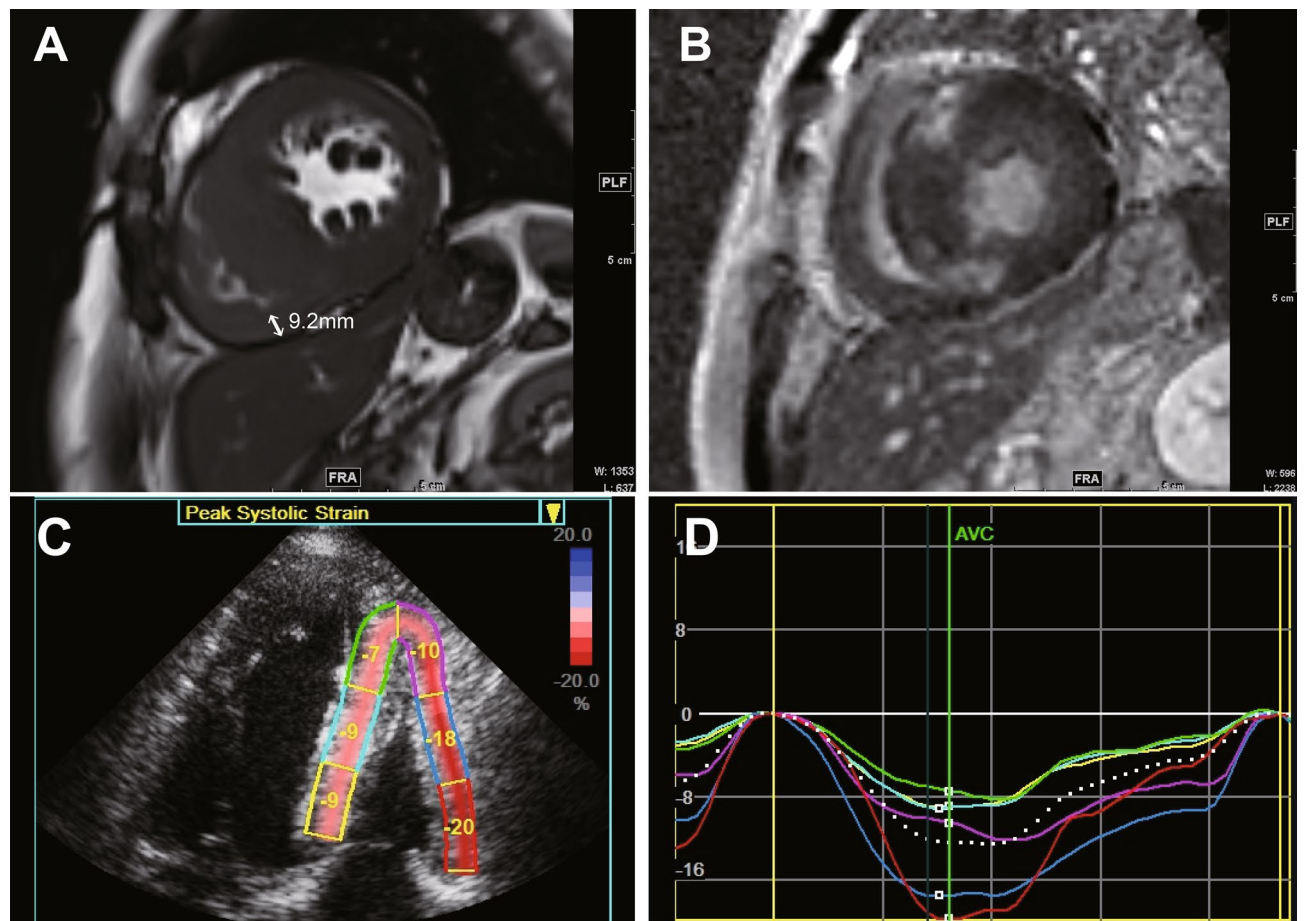 A
PLF
5 cm
9.2mm
FRA
5 cm
W: 1353
L: 637
B
PLF
5 cm
FRA
5 cm
W: 596
L: 2238
C
Peak Systolic Strain
20.0
-20.0
%
-7
-10
-9
-18
-9
-20
D
AVC
8
0
-8
-16